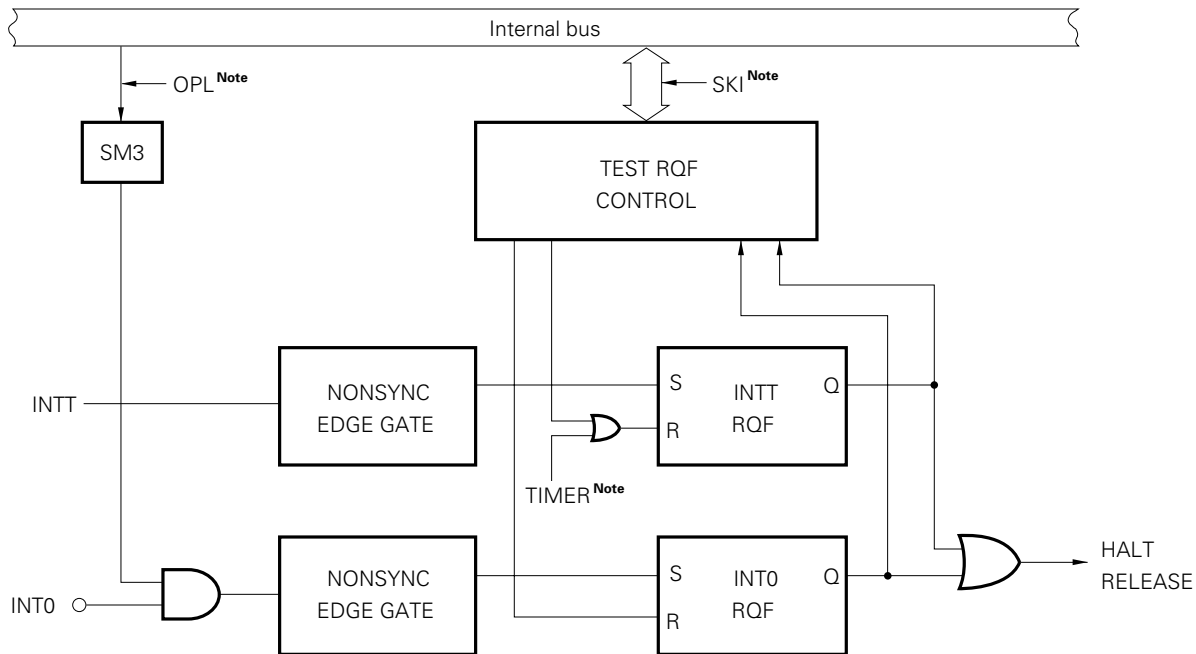 Internal bus
OPL Note
SKI Note
SM3
TEST RQF
CONTROL
INTT
NONSYNC
EDGE GATE
S
R
INTT
RQF
Q
TIMER Note
INT0
NONSYNC
EDGE GATE
S
R
INT0
RQF
Q
HALT
RELEASE